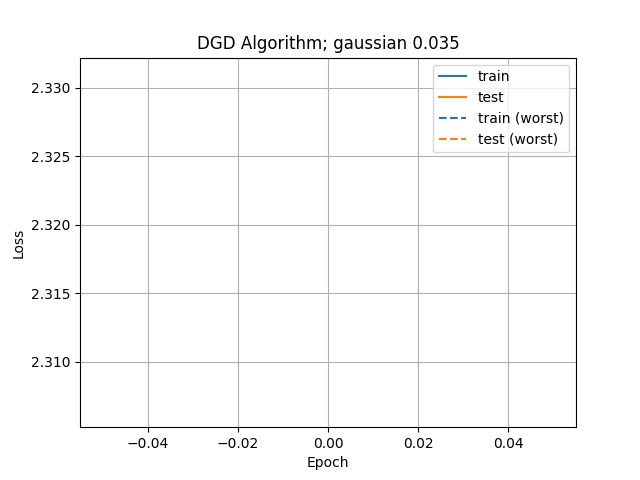 DGD Algorithm; gaussian 0.035
train
test
train (worst)
test (worst)
2.330
2.325
2.320
2.315
2.310
Loss
−0.04
−0.02
0.00
0.02
0.04
Epoch